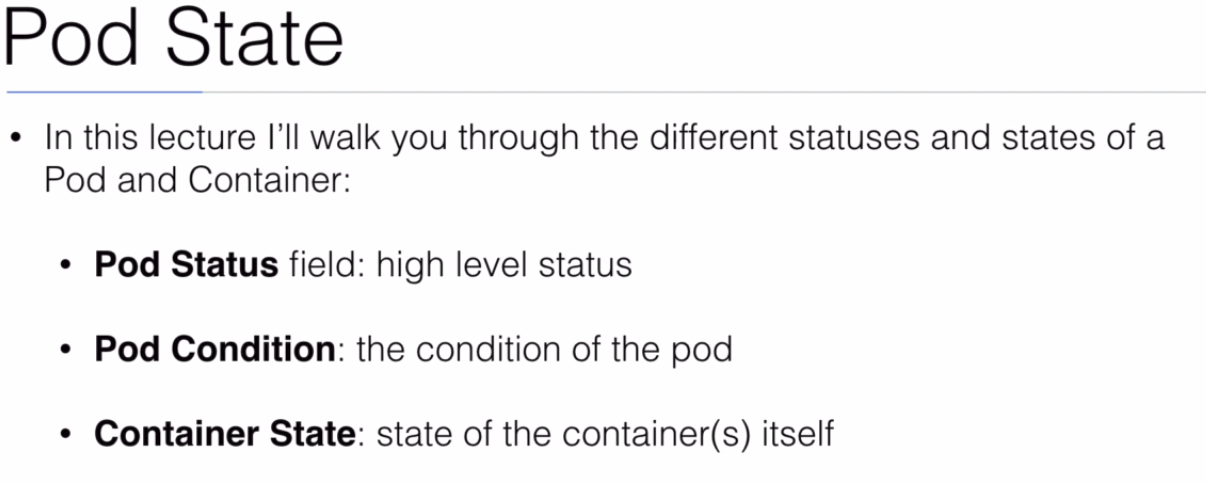 Pod State
• In this lecture I'll walk you through the different statuses and states of a
Pod and Container:
• Pod Status field: high level status
• Pod Condition: the condition of the pod
• Container State: state of the container(s) itself